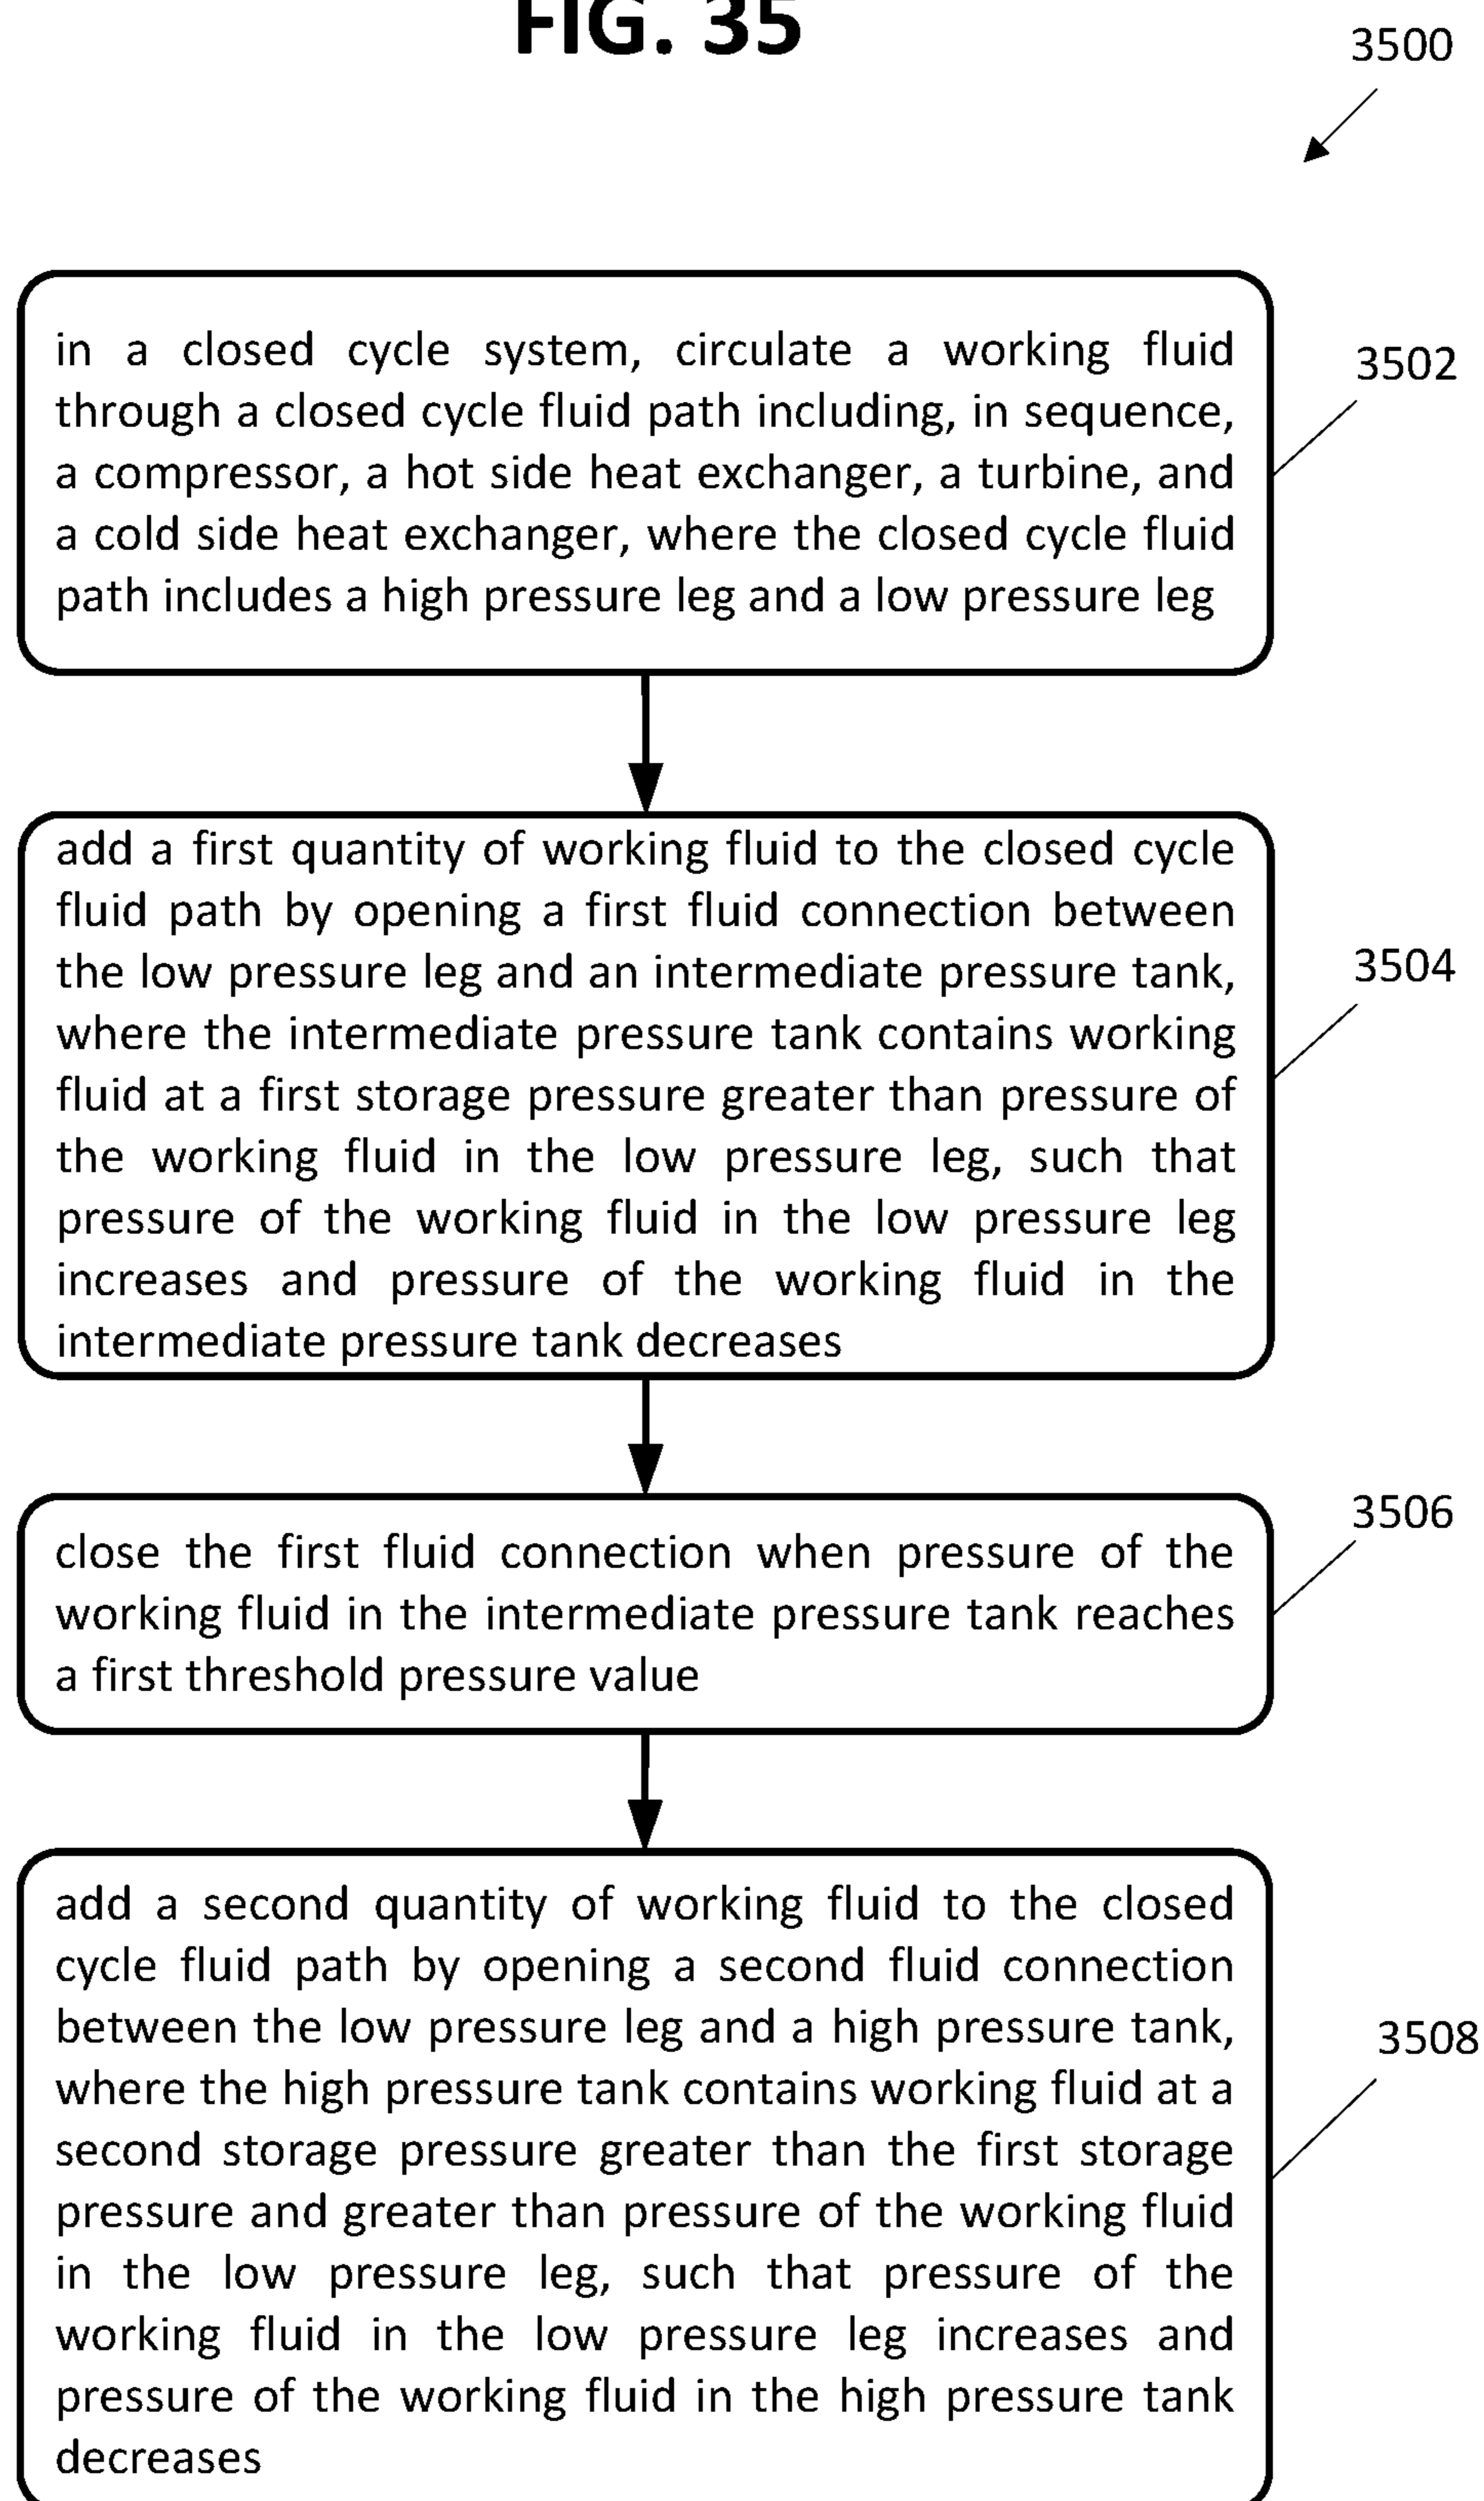 FIG. 35
3500
in a closed cycle system, circulate a working fluid
through a closed cycle fluid path including, in sequence,
a compressor, a hot side heat exchanger, a turbine, and
a cold side heat exchanger, where the closed cycle fluid
path includes a high pressure leg and a low pressure leg
3502
add a first quantity of working fluid to the closed cycle
fluid path by opening a first fluid connection between
the low pressure leg and an intermediate pressure tank,
where the intermediate pressure tank contains working
fluid at a first storage pressure greater than pressure of
the working fluid in the low pressure leg, such that
pressure of the working fluid in the low pressure leg
increases and pressure of the working fluid in the
intermediate pressure tank decreases
3504
close the first fluid connection when pressure of the
working fluid in the intermediate pressure tank reaches
a first threshold pressure value
3506
add a second quantity of working fluid to the closed
cycle fluid path by opening a second fluid connection
between the low pressure leg and a high pressure tank,
where the high pressure tank contains working fluid at a
second storage pressure greater than the first storage
pressure and greater than pressure of the working fluid
in the low pressure leg, such that pressure of the
working fluid in the low pressure leg increases and
pressure of the working fluid in the high pressure tank
decreases
3508